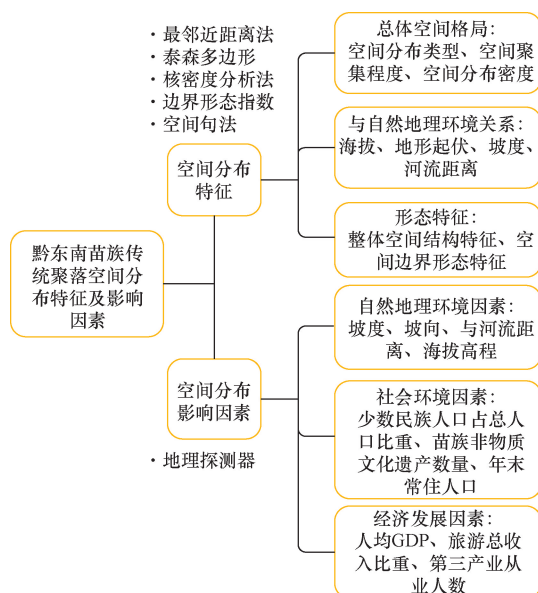 黔东南苗族传
统聚落空间分
布特征及影响
因素
· 最邻近距离法
· 泰森多边形
· 核密度分析法
· 边界形态指数
· 空间句法
空间分布
特征
总体空间格局：
空间分布类型、空间聚
集程度、空间分布密度
与自然地理环境关系：
海拔、地形起伏、坡度、
河流距离
形态特征：
整体空间结构特征、空
间边界形态特征
空间分布
影响因素
· 地理探测器
自然地理环境因素：
坡度、坡向、与河流距
离、海拔高程
社会环境因素：
少数民族人口占总人
口比重、苗族非物质
文化遗产数量、年末
常住人口
经济发展因素：
人均GDP、旅游总收
入比重、第三产业从
业人数